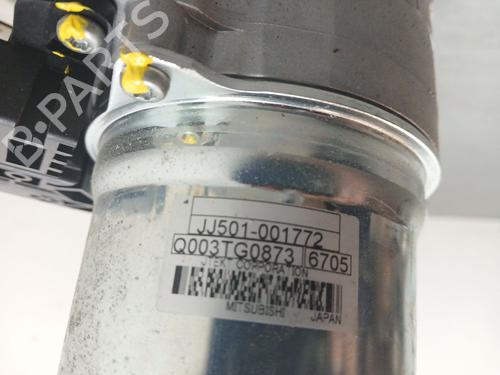 B-PARTS
JJ501-001772
Q003TG0873 6705
JTEKT CORPORATION
MITSUBISHI JAPAN